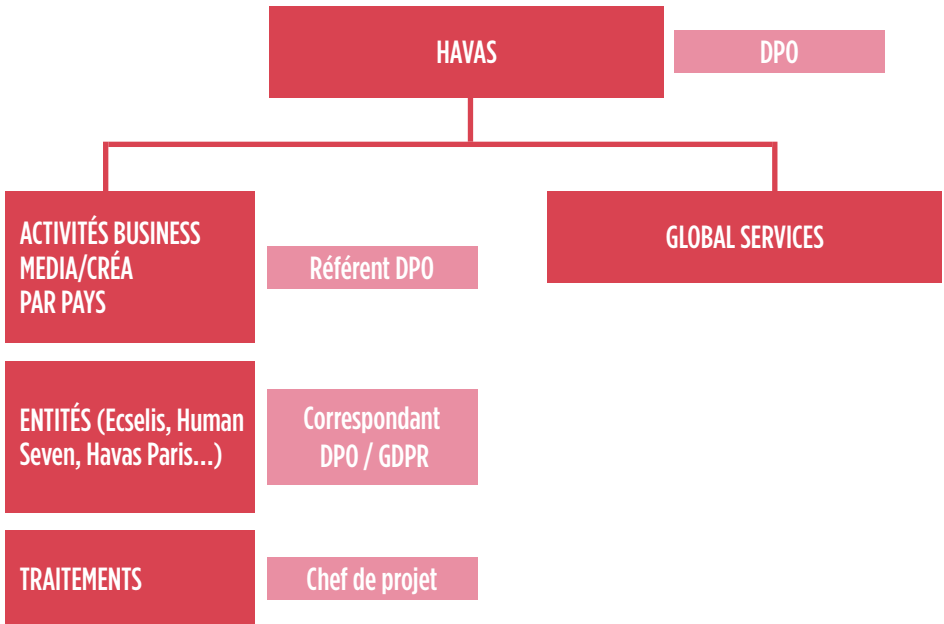 HAVAS
DPO
ACTIVITÉS BUSINESS
MEDIA/CRÉA
PAR PAYS
Référent DPO
GLOBAL SERVICES
ENTITÉS (Ecselis, Human
Seven, Havas Paris...)
Correspondant
DPO / GDPR
TRAITEMENTS
Chef de projet